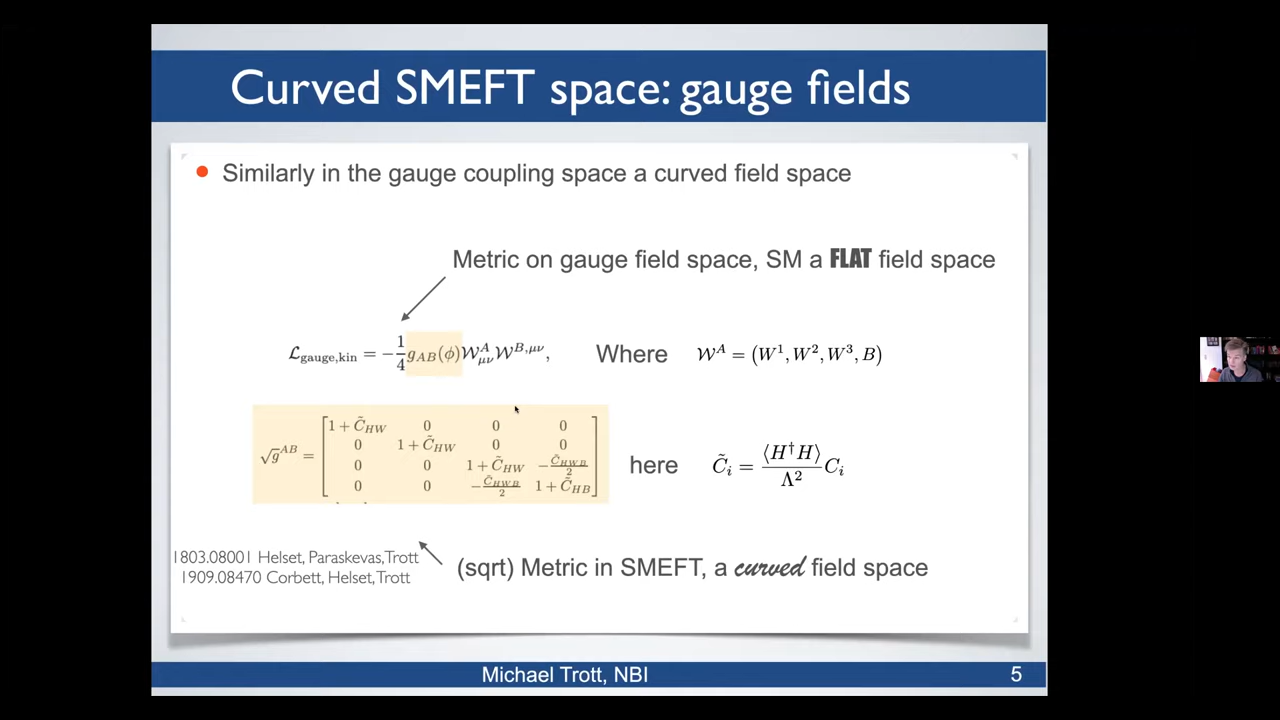 Curved SMEFT space: gauge fields
Similarly in the gauge coupling space a curved field space
Metric on gauge field space, SM a FLAT field space
ℒ_gauge,kin = −1/4 g_AB(ϕ) 𝒲^A_μν 𝒲^B,μν, Where 𝒲^A = (W^1, W^2, W^3, B)
√g^AB = [ 1 + C̃_HW 0 0 0
0 1 + C̃_HW 0 0
0 0 1 + C̃_HW −C̃_HWB/2
0 0 −C̃_HWB/2 1 + C̃_HB ] here C̃_i = ⟨H†H⟩/Λ² C_i
1803.08001 Helset, Paraskevas,Trott
1909.08470 Corbett, Helset,Trott
(sqrt) Metric in SMEFT, a curved field space
Michael Trott, NBI 5